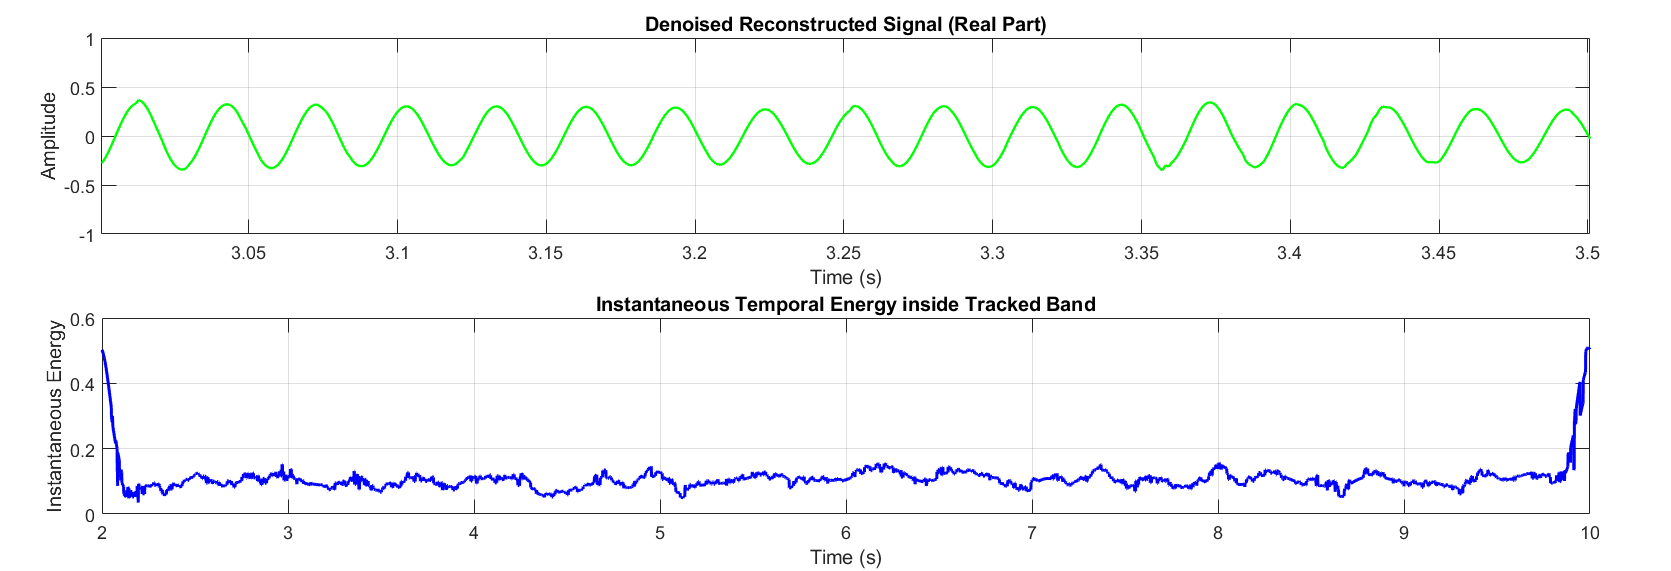 Denoised Reconstructed Signal (Real Part)
1
0.5
0
-0.5
-1
Amplitude
3.05 3.1 3.15 3.2 3.25 3.3 3.35 3.4 3.45 3.5
Time (s)
Instantaneous Temporal Energy inside Tracked Band
0.6
0.4
0.2
0
Instantaneous Energy
2 3 4 5 6 7 8 9 10
Time (s)